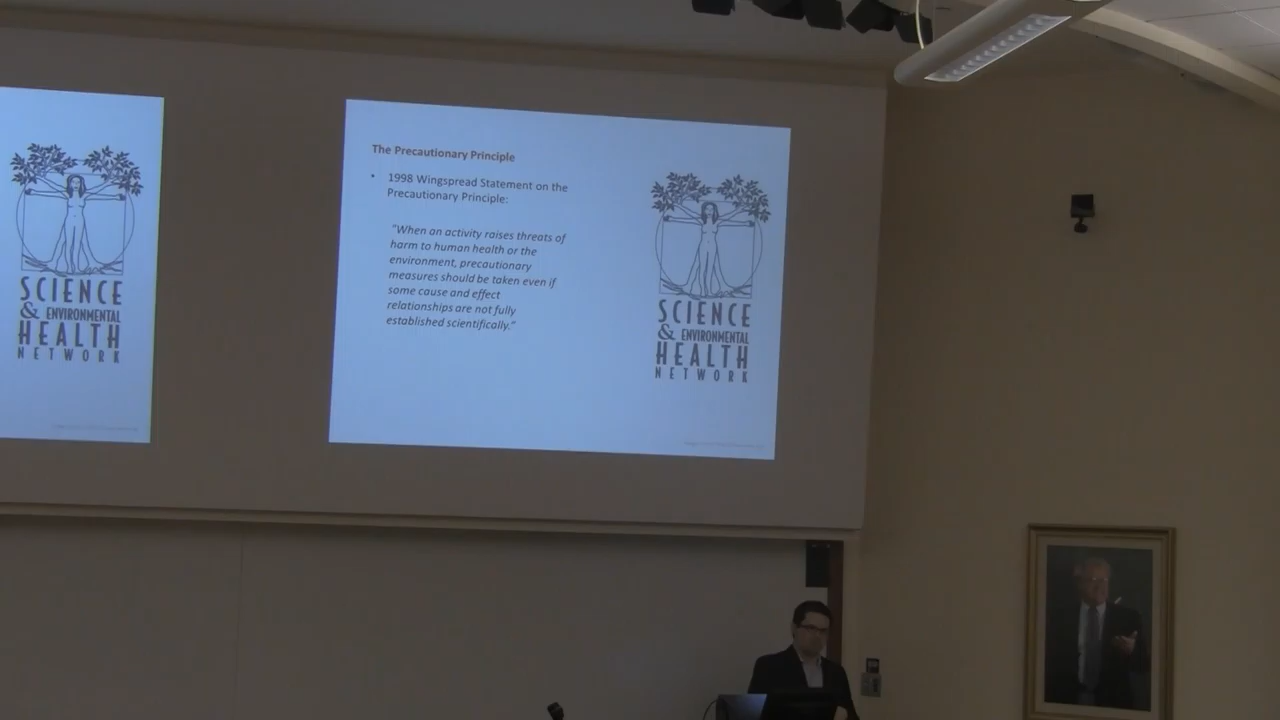 SCIENCE
& ENVIRONMENTAL
HEALTH
NETWORK
The Precautionary Principle
• 1998 Wingspread Statement on the
Precautionary Principle:
"When an activity raises threats of
harm to human health or the
environment, precautionary
measures should be taken even if
some cause and effect
relationships are not fully
established scientifically."
SCIENCE
& ENVIRONMENTAL
HEALTH
NETWORK